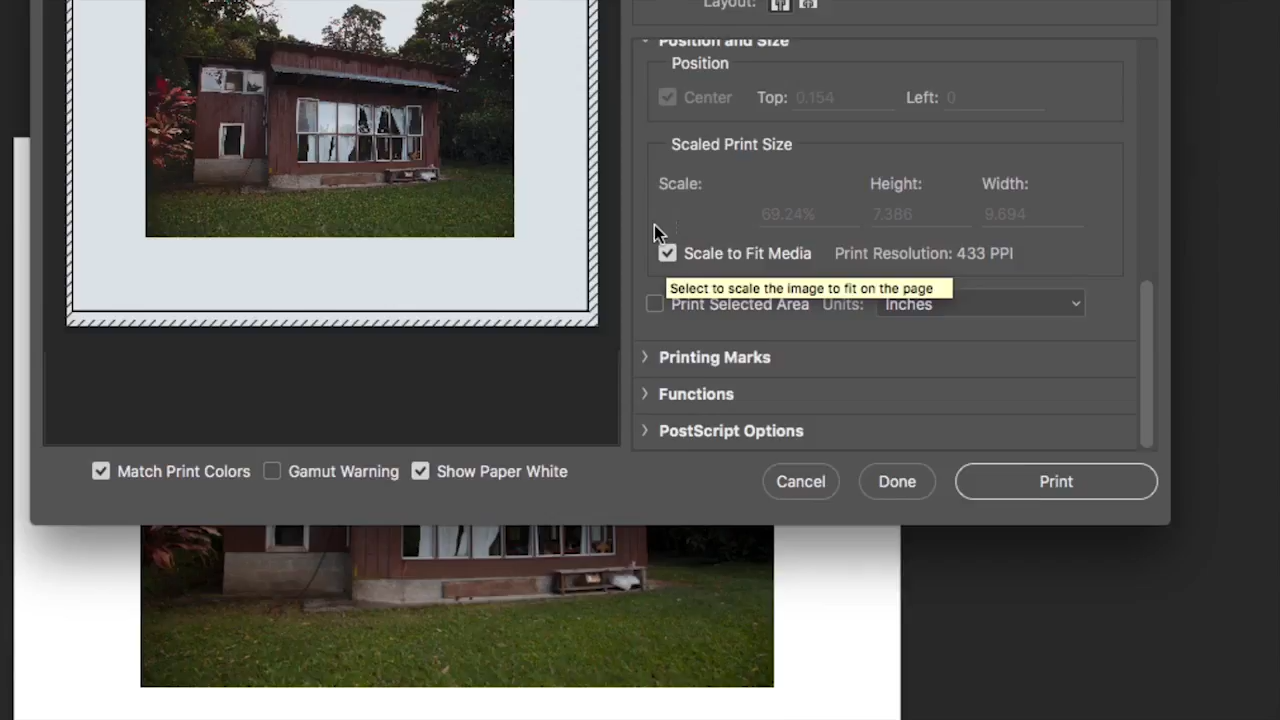 Layout:
Position and Size
Position
Center Top: 0.154 Left: 0
Scaled Print Size
Scale: Height: Width:
69.24% 7.386 9.694
Scale to Fit Media Print Resolution: 433 PPI
Select to scale the image to fit on the page
Print Selected Area Units: Inches
Printing Marks
Functions
PostScript Options
Match Print Colors Gamut Warning Show Paper White
Cancel Done Print